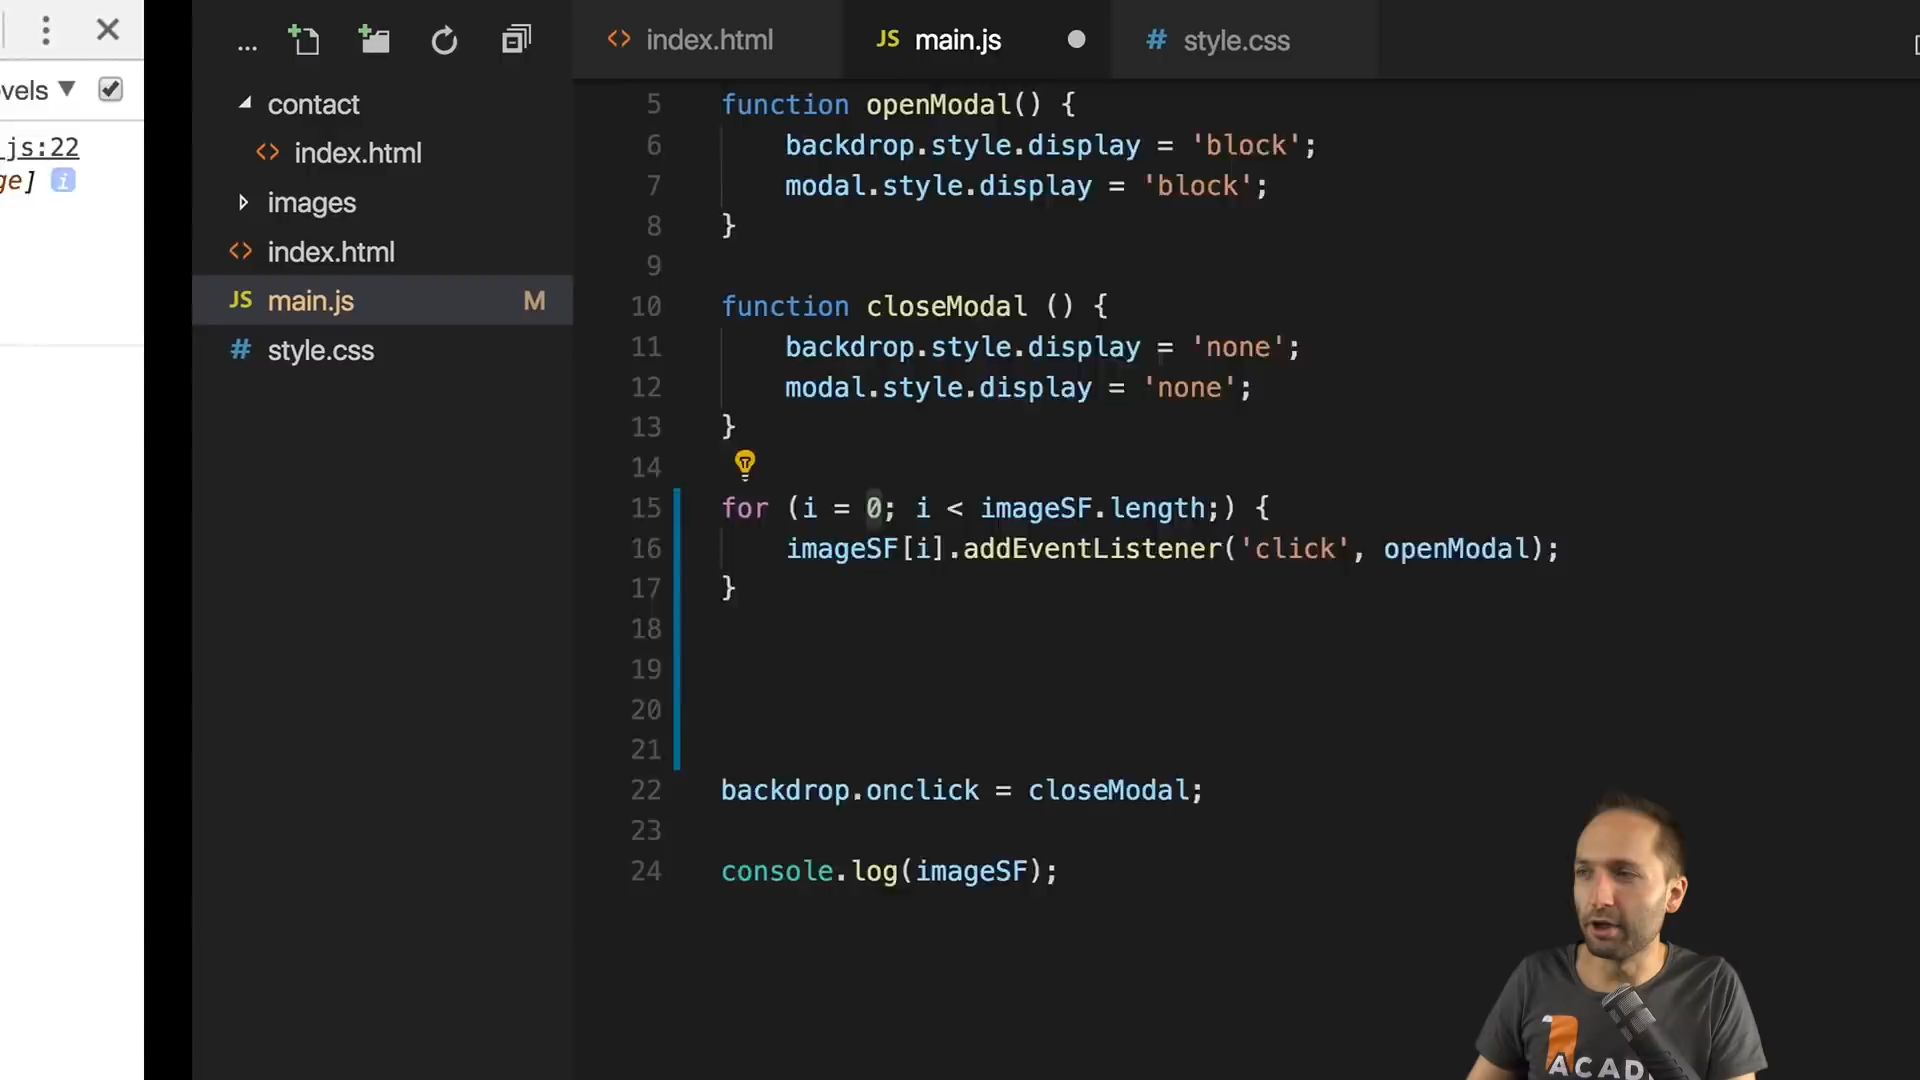 ... index.html JS main.js # style.css
vels
js:22
ge] i
contact
index.html
images
index.html
JS main.js M
# style.css
5 function openModal() {
6 backdrop.style.display = 'block';
7 modal.style.display = 'block';
8 }
9
10 function closeModal () {
11 backdrop.style.display = 'none';
12 modal.style.display = 'none';
13 }
14
15 for (i = 0; i < imageSF.length;) {
16 imageSF[i].addEventListener('click', openModal);
17 }
18
19
20
21
22 backdrop.onclick = closeModal;
23
24 console.log(imageSF);
ACAD